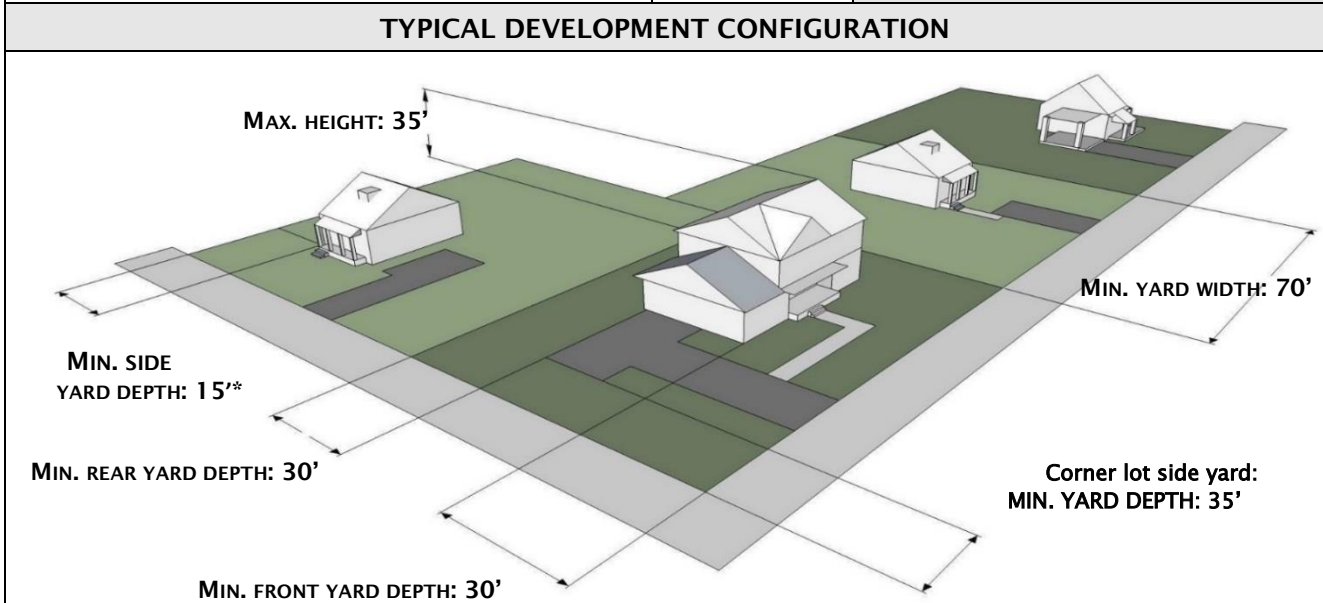 TYPICAL DEVELOPMENT CONFIGURATION
MAX. HEIGHT: 35’
MIN. YARD WIDTH: 70’
MIN. SIDE
YARD DEPTH: 15’*
MIN. REAR YARD DEPTH: 30’
Corner lot side yard:
MIN. YARD DEPTH: 35’
MIN. FRONT YARD DEPTH: 30’